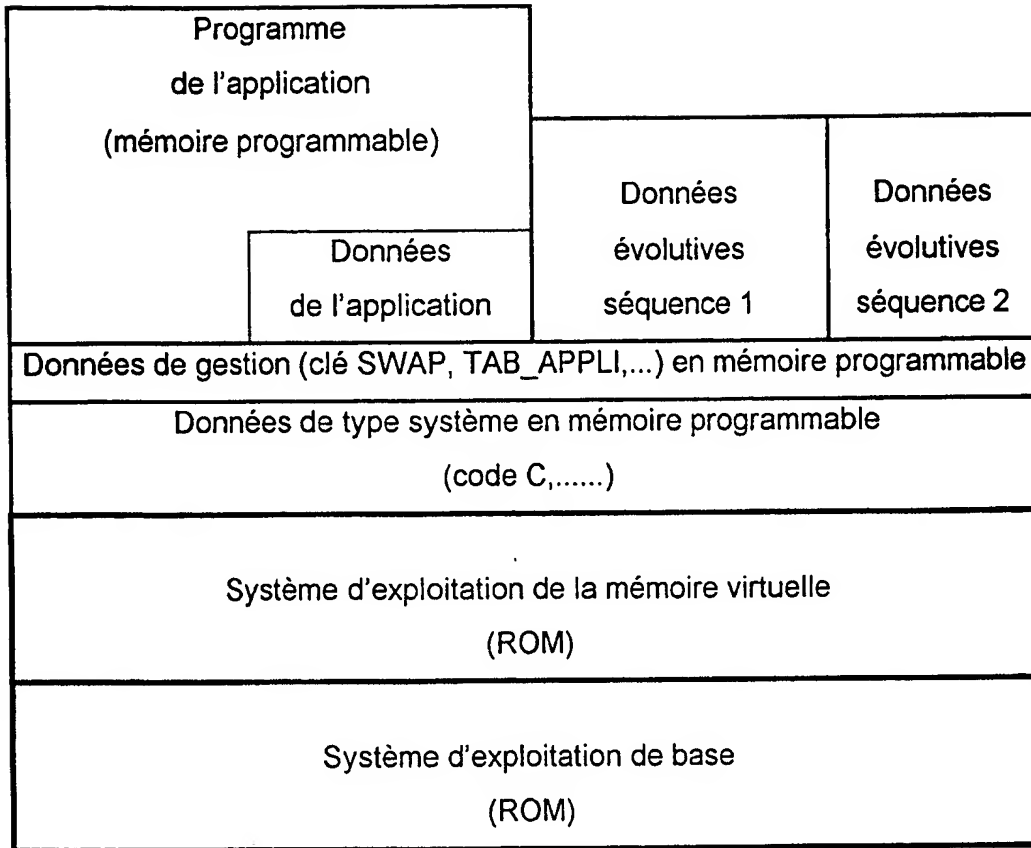 Programme
de l'application
(mémoire programmable)
Données
de l'application
Données
évolutives
séquence 1
Données
évolutives
séquence 2
Données de gestion (clé SWAP, TAB_APPLI,...) en mémoire programmable
Données de type système en mémoire programmable
(code C,......)
Système d'exploitation de la mémoire virtuelle
(ROM)
Système d'exploitation de base
(ROM)